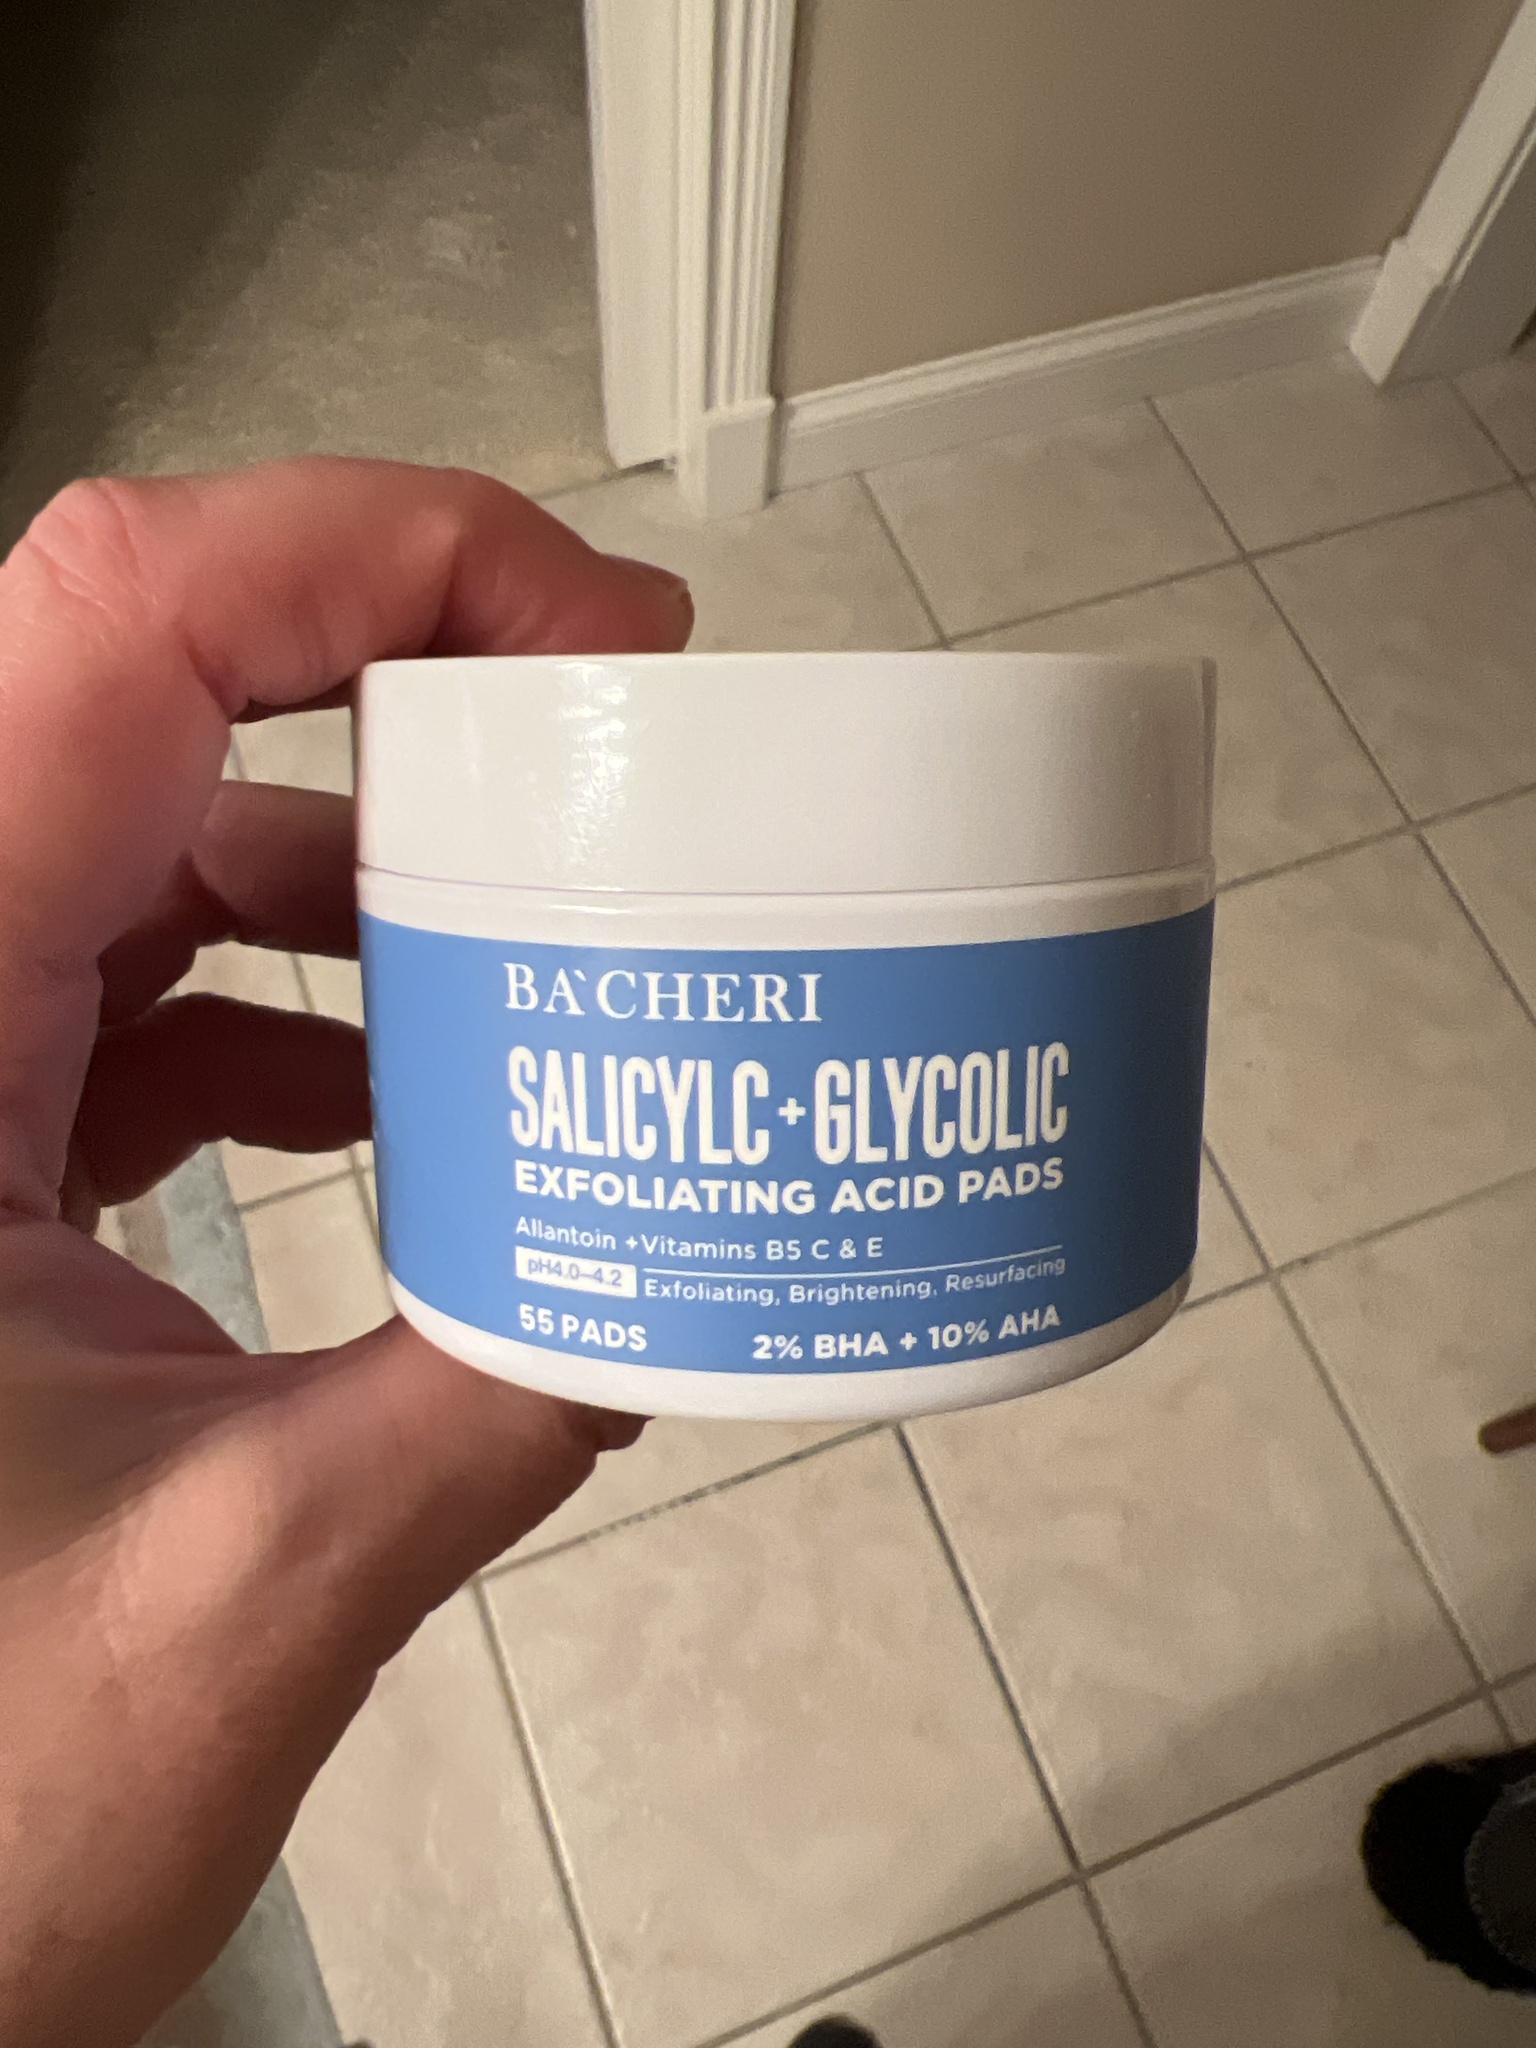 BA`CHERI
SALICYLC+GLYCOLIC
EXFOLIATING ACID PADS
Allantoin +Vitamins B5 C & E
pH4.0–4.2 Exfoliating, Brightening, Resurfacing
55 PADS 2% BHA + 10% AHA